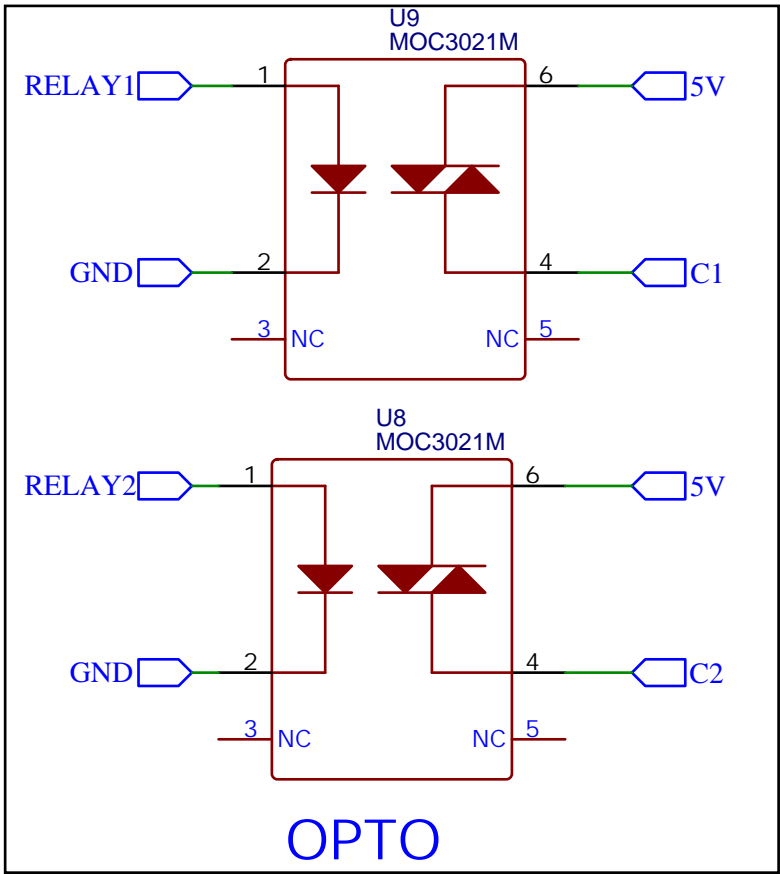 U9
MOC3021M
RELAY1 1 6 5V
GND 2 4 C1
3 NC NC 5
U8
MOC3021M
RELAY2 1 6 5V
GND 2 4 C2
3 NC NC 5
OPTO